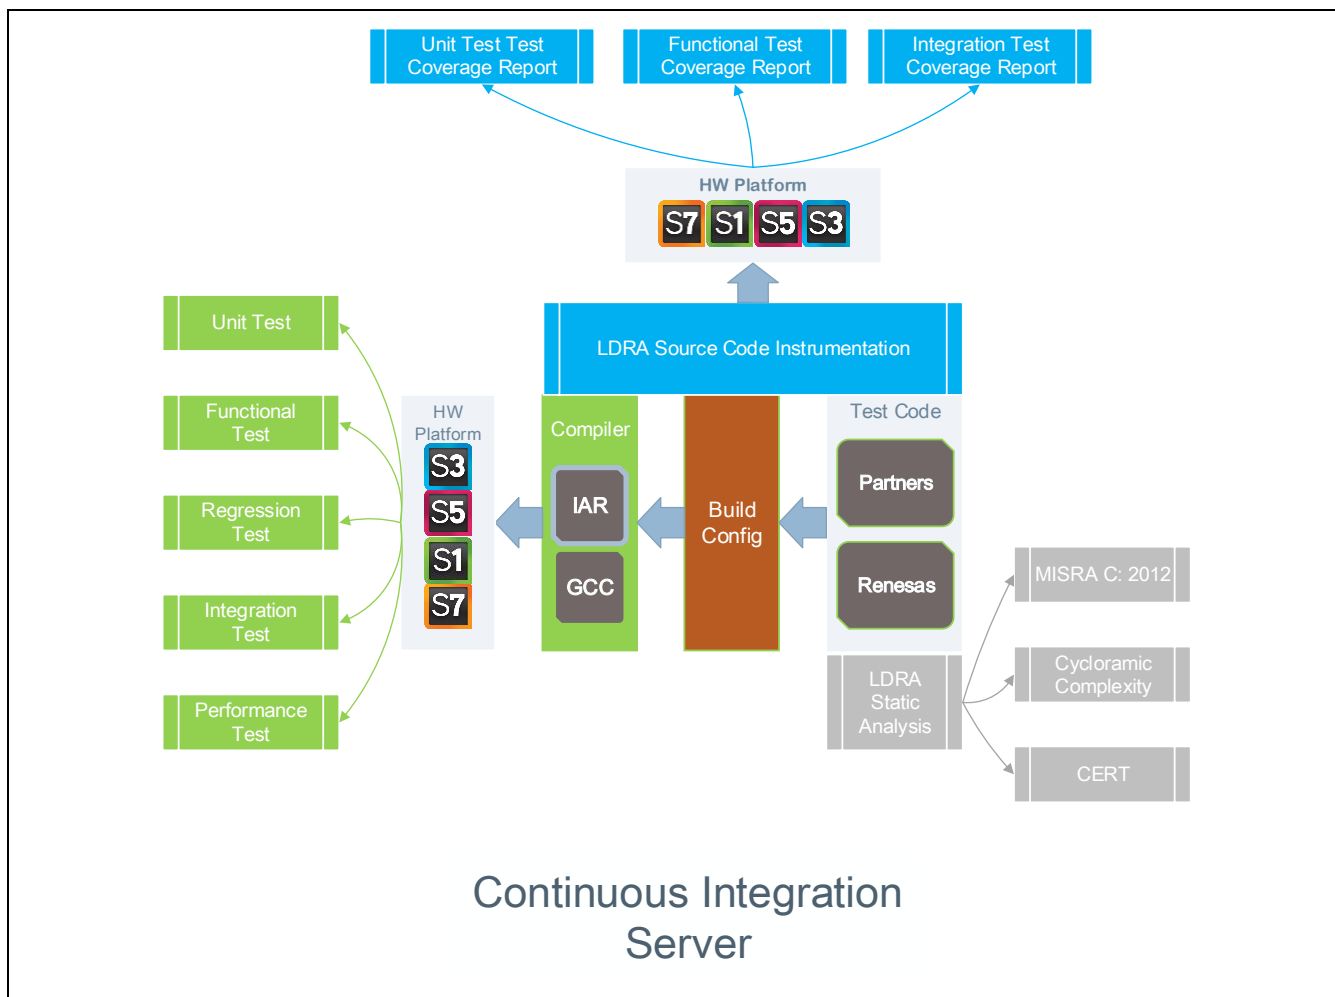 Unit Test Test
Coverage Report
Functional Test
Coverage Report
Integration Test
Coverage Report
HW Platform
S7 S1 S5 S3
LDRA Source Code Instrumentation
Unit Test
Functional
Test
Regression
Test
Integration
Test
Performance
Test
HW
Platform
S3
S5
S1
S7
Compiler
IAR
GCC
Build
Config
Test Code
Partners
Renesas
LDRA
Static
Analysis
MISRA C: 2012
Cycloramic
Complexity
CERT
Continuous Integration
Server